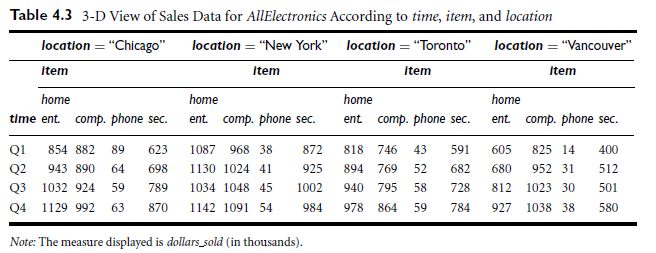 Table 4.3 3-D View of Sales Data for AllElectronics According to time, item, and location
location = “Chicago” location = “New York” location = “Toronto” location = “Vancouver”
item item item item
home home home home
time ent. comp. phone sec. ent. comp. phone sec. ent. comp. phone sec. ent. comp. phone sec.
Q1 854 882 89 623 1087 968 38 872 818 746 43 591 605 825 14 400
Q2 943 890 64 698 1130 1024 41 925 894 769 52 682 680 952 31 512
Q3 1032 924 59 789 1034 1048 45 1002 940 795 58 728 812 1023 30 501
Q4 1129 992 63 870 1142 1091 54 984 978 864 59 784 927 1038 38 580
Note: The measure displayed is dollars_sold (in thousands).